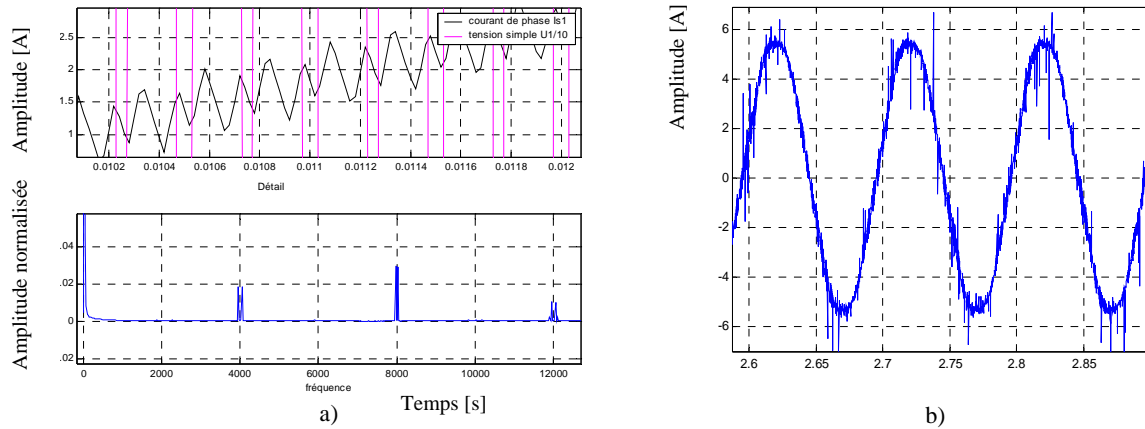 Amplitude [A]
2.5
2
1.5
1
courant de phase Is1
tension simple U1/10
0.0102 0.0104 0.0106 0.0108 0.011 0.0112 0.0114 0.0116 0.0118 0.012
Détail
Amplitude normalisée
.04
.02
0
.02
0 2000 4000 6000 8000 10000 12000
fréquence
Temps [s]
a)
Amplitude [A]
6
4
2
0
-2
-4
-6
2.6 2.65 2.7 2.75 2.8 2.85
b)